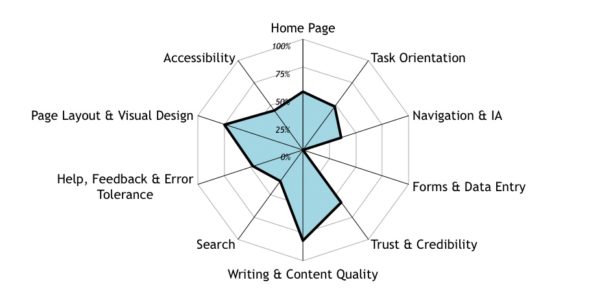 Home Page
100%
Accessibility
Task Orientation
75%
50%
Page Layout & Visual Design
Navigation & IA
25%
0%
Help, Feedback & Error
Tolerance
Forms & Data Entry
Search
Trust & Credibility
Writing & Content Quality